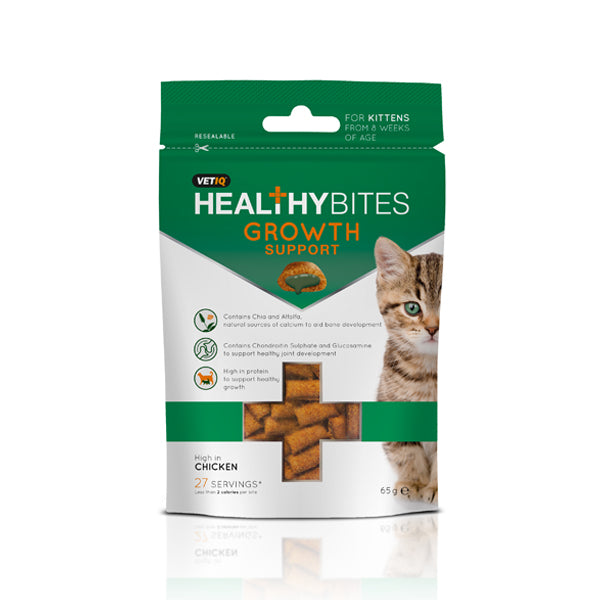 FOR KITTENS
FROM 8 WEEKS
OF AGE
RESEALABLE
VETIQ
HEALTHYBITES
GROWTH
SUPPORT
Contains Chia and Alfalfa,
natural sources of calcium to aid bone development
Contains Chondroitin Sulphate and Glucosamine
to support healthy joint development
High in protein
to support healthy
growth
High in
CHICKEN
27 SERVINGS*
Less than 2 calories per bite
65g e